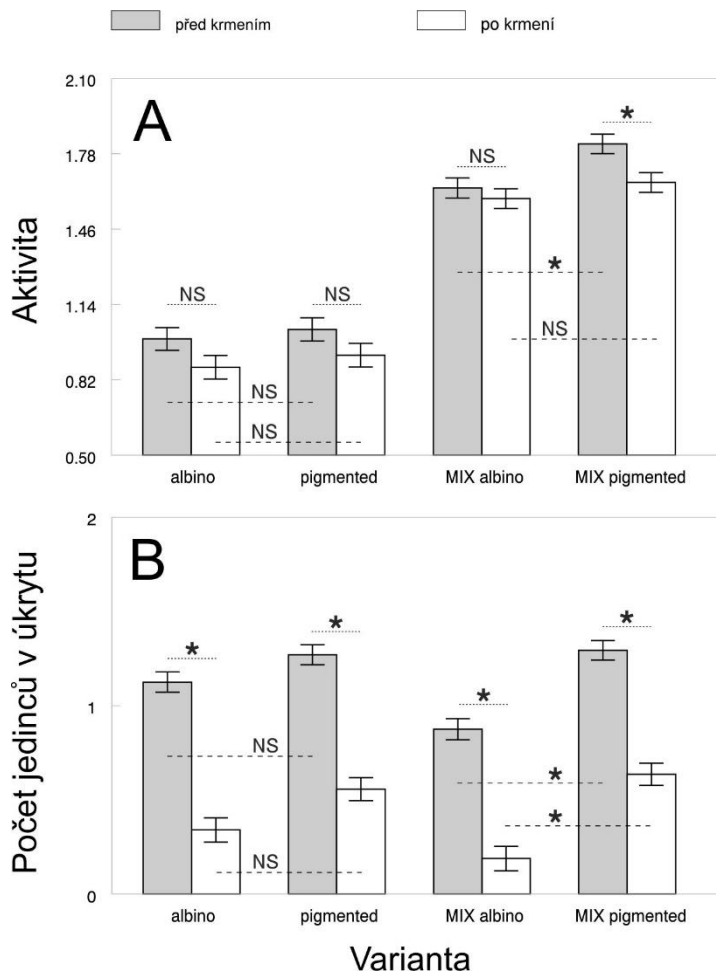 před krmením
po krmení
A
Aktivita
2.10
1.78
1.46
1.14
0.82
0.50
NS
NS
NS
*
*
NS
NS
NS
albino
pigmented
MIX albino
MIX pigmented
B
Počet jedinců v úkrytu
2
1
0
*
*
*
*
NS
*
*
NS
albino
pigmented
MIX albino
MIX pigmented
Varianta